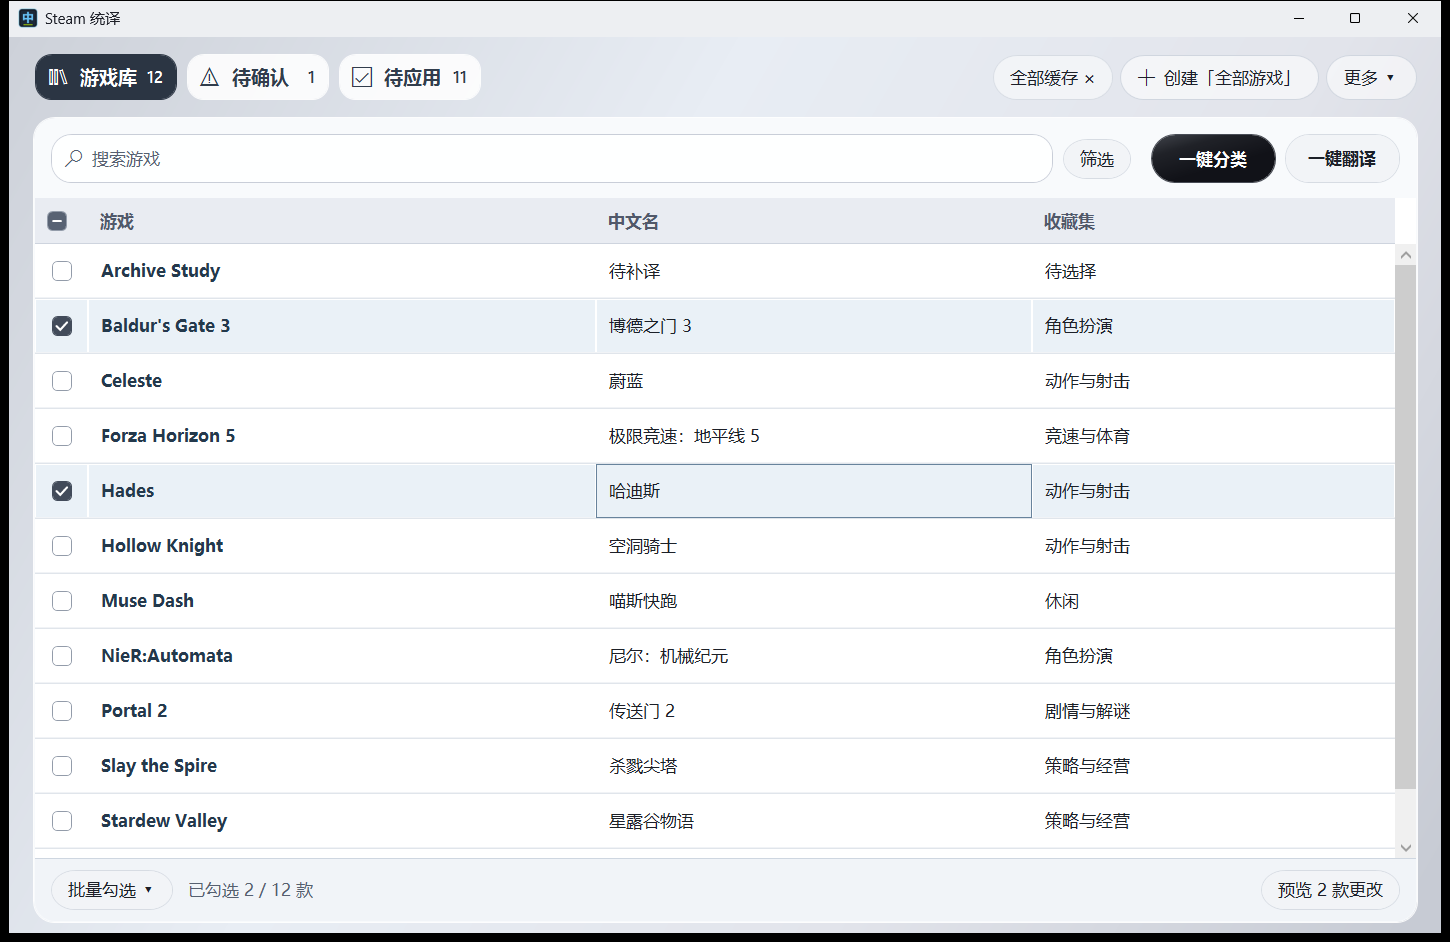 中 Steam 统译
游戏库 12 待确认 1 待应用 11 全部缓存 × 创建「全部游戏」 更多
搜索游戏 筛选 一键分类 一键翻译
游戏 中文名 收藏集
Archive Study 待补译 待选择
Baldur's Gate 3 博德之门 3 角色扮演
Celeste 蔚蓝 动作与射击
Forza Horizon 5 极限竞速：地平线 5 竞速与体育
Hades 哈迪斯 动作与射击
Hollow Knight 空洞骑士 动作与射击
Muse Dash 喵斯快跑 休闲
NieR:Automata 尼尔：机械纪元 角色扮演
Portal 2 传送门 2 剧情与解谜
Slay the Spire 杀戮尖塔 策略与经营
Stardew Valley 星露谷物语 策略与经营
批量勾选 已勾选 2 / 12 款 预览 2 款更改